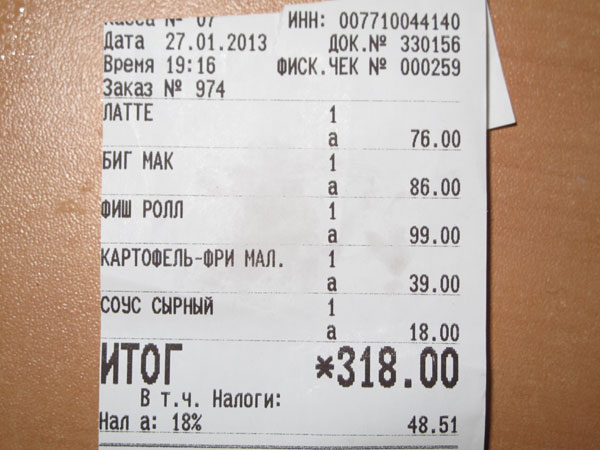 Касса № 07 ИНН: 007710044140
Дата 27.01.2013 ДОК.№ 330156
Время 19:16 ФИСК.ЧЕК № 000259
Заказ № 974
ЛАТТЕ 1
а 76.00
БИГ МАК 1
а 86.00
ФИШ РОЛЛ 1
а 99.00
КАРТОФЕЛЬ-ФРИ МАЛ. 1
а 39.00
СОУС СЫРНЫЙ 1
а 18.00
ИТОГ *318.00
В т.ч. Налоги:
Нал а: 18% 48.51